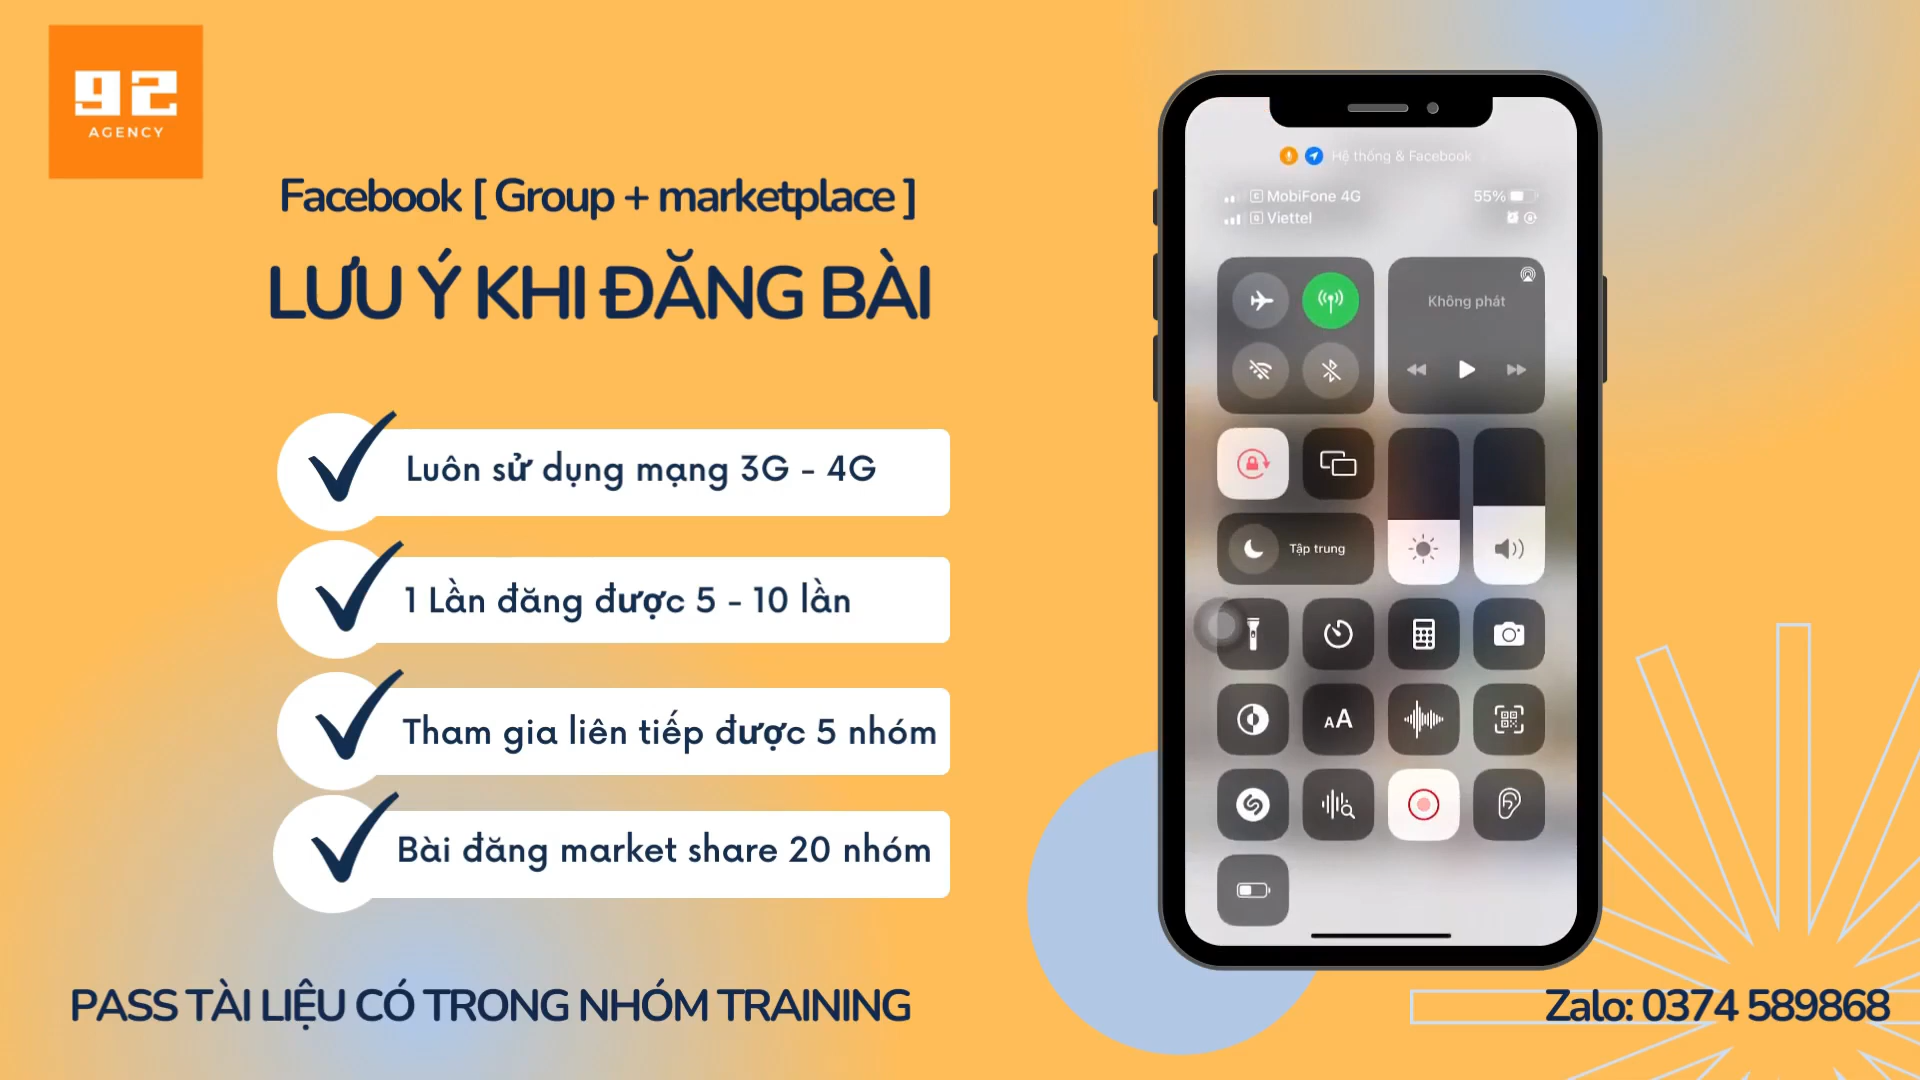 92
AGENCY
Facebook [ Group + marketplace ]
LƯU Ý KHI ĐĂNG BÀI
Luôn sử dụng mạng 3G - 4G
1 Lần đăng được 5 - 10 lần
Tham gia liên tiếp được 5 nhóm
Bài đăng market share 20 nhóm
PASS TÀI LIỆU CÓ TRONG NHÓM TRAINING
Hệ thống & Facebook
C MobiFone 4G 55%
G Viettel
Không phát
Tập trung
AA
Zalo: 0374 589868